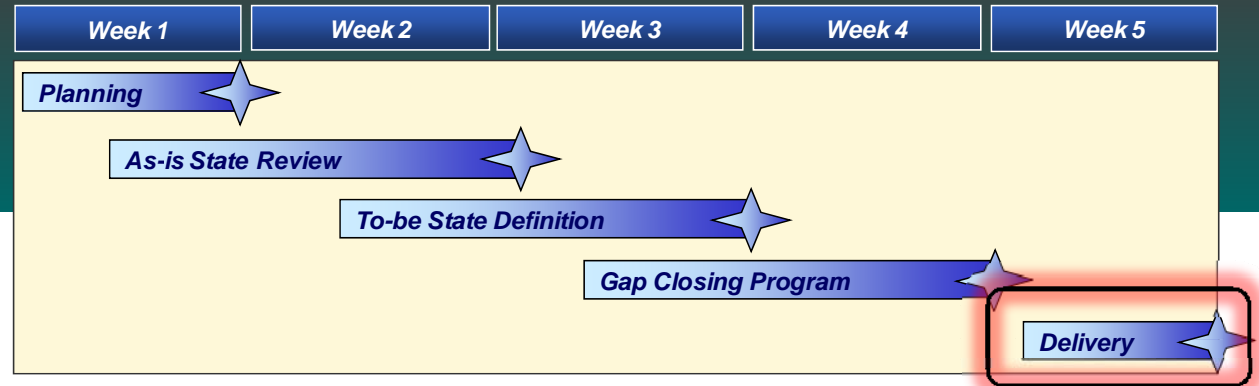 Week 1
Week 2
Week 3
Week 4
Week 5
Planning
As-is State Review
To-be State Definition
Gap Closing Program
Delivery